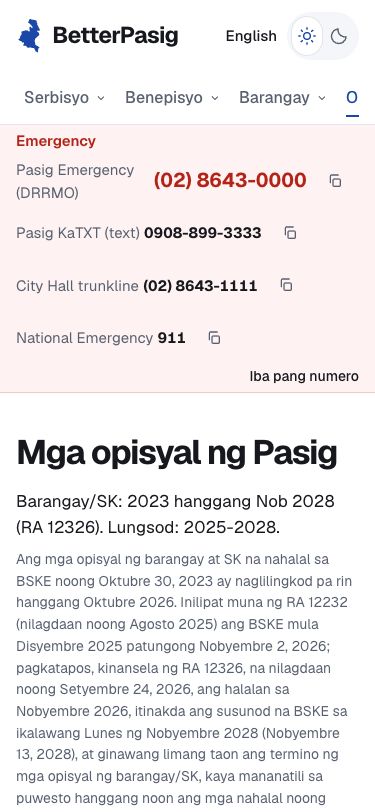 BetterPasig
English
Serbisyo
Benepisyo
Barangay
O
Emergency
Pasig Emergency
(DRRMO)
(02) 8643-0000
Pasig KaTXT (text) 0908-899-3333
City Hall trunkline (02) 8643-1111
National Emergency 911
Iba pang numero
Mga opisyal ng Pasig
Barangay/SK: 2023 hanggang Nob 2028
(RA 12326). Lungsod: 2025-2028.
Ang mga opisyal ng barangay at SK na nahalal sa
BSKE noong Oktubre 30, 2023 ay naglilingkod pa rin
hanggang Oktubre 2026. Inilipat muna ng RA 12232
(nilagdaan noong Agosto 2025) ang BSKE mula
Disyembre 2025 patungong Nobyembre 2, 2026;
pagkatapos, kinansela ng RA 12326, na nilagdaan
noong Setyembre 24, 2026, ang halalan sa
Nobyembre 2026, itinakda ang susunod na BSKE sa
ikalawang Lunes ng Nobyembre 2028 (Nobyembre
13, 2028), at ginawang limang taon ang termino ng
mga opisyal ng barangay/SK, kaya mananatili sa
puwesto hanggang noon ang mga nahalal noong